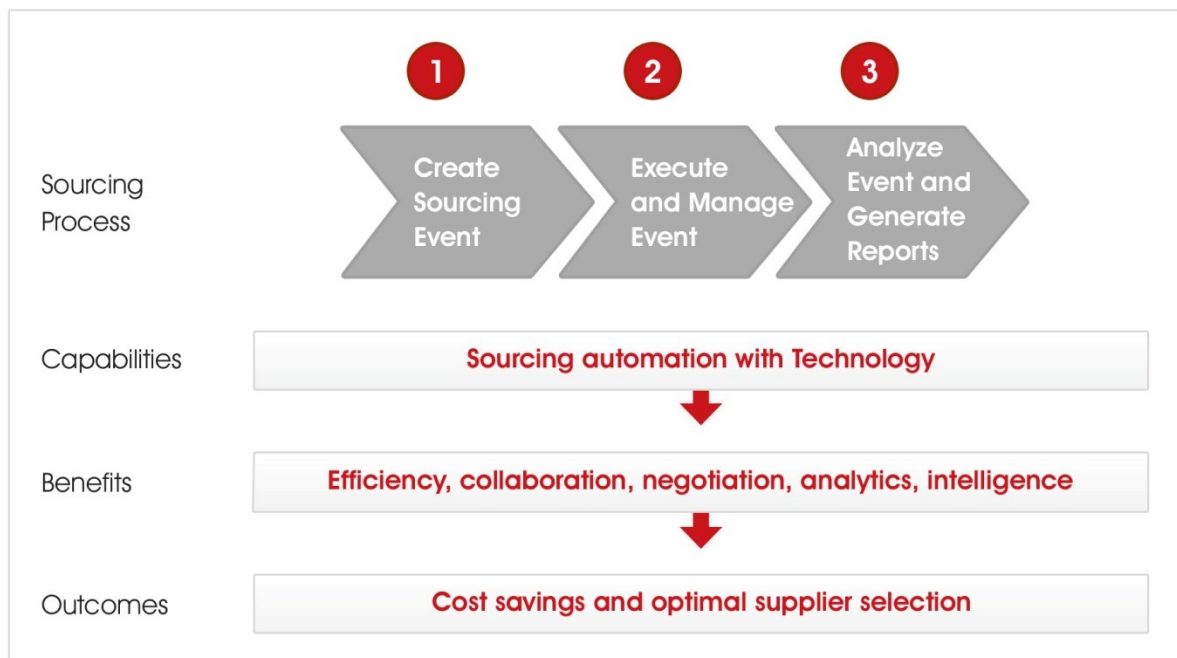 1
2
3
Sourcing
Process
Create
Sourcing
Event
Execute
and Manage
Event
Analyze
Event and
Generate
Reports
Capabilities
Sourcing automation with Technology
Benefits
Efficiency, collaboration, negotiation, analytics, intelligence
Outcomes
Cost savings and optimal supplier selection